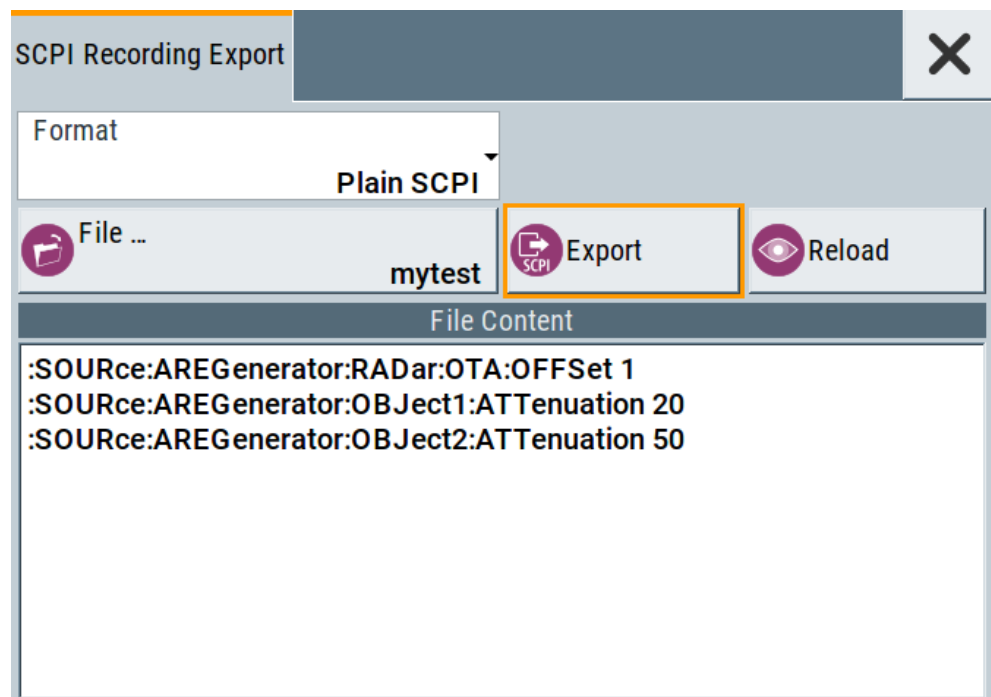 SCPI Recording Export
Format
Plain SCPI
File ...
mytest
SCPI
Export
Reload
File Content
:SOURce:AREGenerator:RADar:OTA:OFFSet 1
:SOURce:AREGenerator:OBJect1:ATTenuation 20
:SOURce:AREGenerator:OBJect2:ATTenuation 50